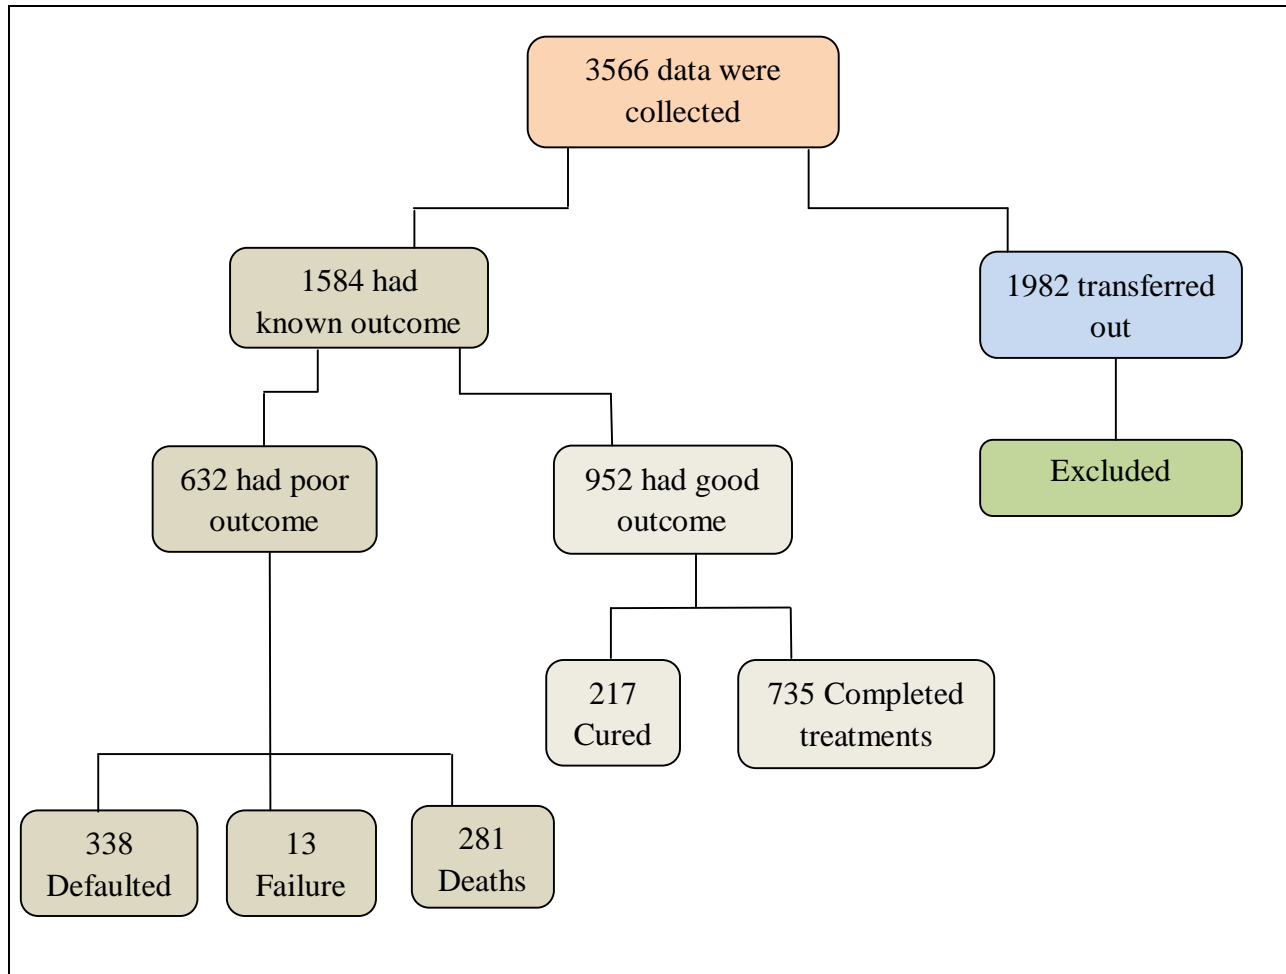 3566 data were
collected
1584 had
known outcome
1982 transferred
out
632 had poor
outcome
952 had good
outcome
Excluded
217
Cured
735 Completed
treatments
338
Defaulted
13
Failure
281
Deaths